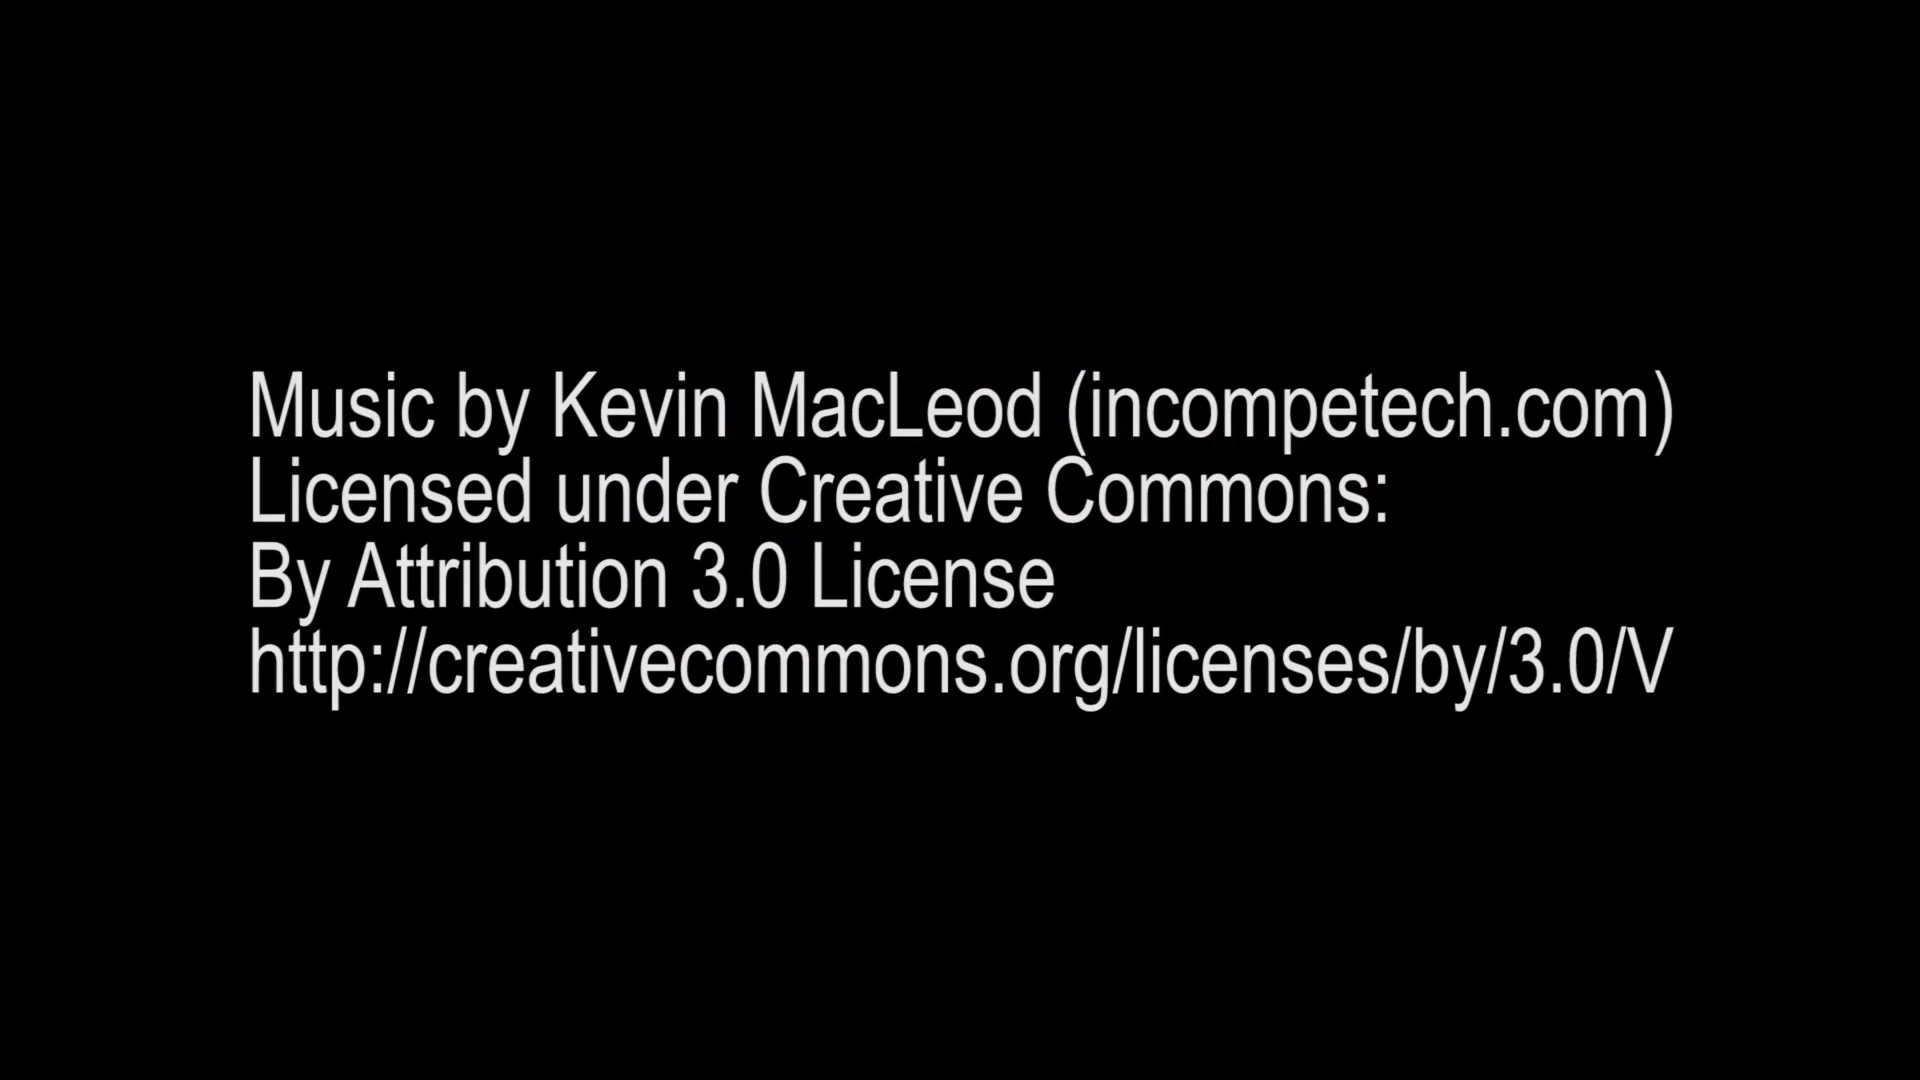 Music by Kevin MacLeod (incompetech.com)
Licensed under Creative Commons:
By Attribution 3.0 License
http://creativecommons.org/licenses/by/3.0/V